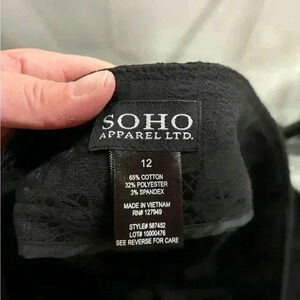 SOHO
APPAREL LTD.
12
65% COTTON
32% POLYESTER
3% SPANDEX
MADE IN VIETNAM
RN# 127949
STYLE# 587452
LOT# 10000476
SEE REVERSE FOR CARE